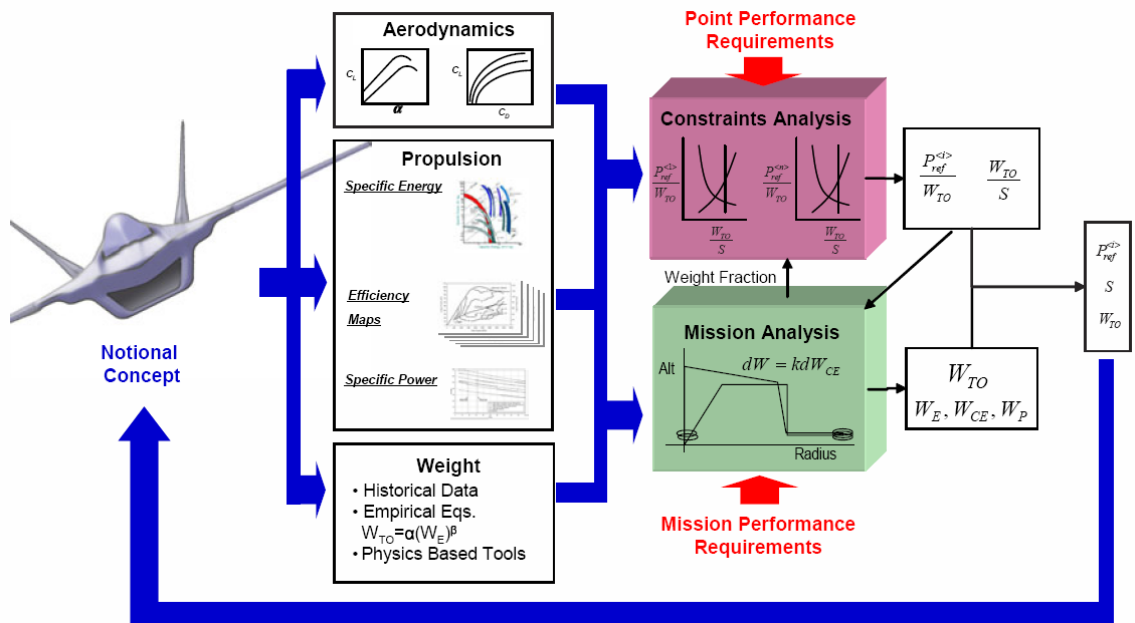 Aerodynamics
C_L
α
C_L
C_D
Propulsion
Specific Energy
Efficiency
Maps
Specific Power
Weight
• Historical Data
• Empirical Eqs.
W_TO=α(W_E)^β
• Physics Based Tools
Notional
Concept
Point Performance
Requirements
Constraints Analysis
P_ref^<1>
W_TO
W_TO
S
P_ref^<n>
W_TO
W_TO
S
Weight Fraction
Mission Analysis
Alt
dW = kdW_CE
Radius
Mission Performance
Requirements
P_ref^<i>
W_TO
W_TO
S
W_TO
W_E, W_CE, W_P
P_ref^<i>
S
W_TO